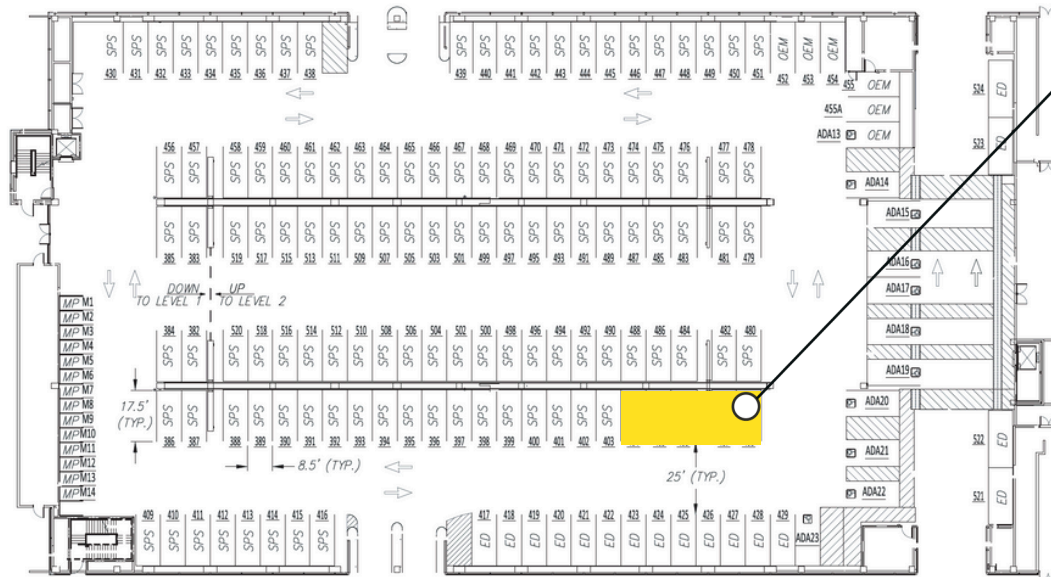 SPS SPS SPS SPS SPS SPS SPS SPS SPS
430 431 432 433 434 435 436 437 438
SPS SPS SPS SPS SPS SPS SPS SPS SPS SPS SPS SPS SPS OEM OEM OEM
439 440 441 442 443 444 445 446 447 448 449 450 451 452 453 454
455 OEM
455A OEM
ADA13 OEM
ADA14
ADA15
ADA16
ADA17
ADA18
ADA19
ADA20
ADA21
ADA22
ADA23
524 ED
523 ED
522 ED
521 ED
456 457 458 459 460 461 462 463 464 465 466 467 468 469 470 471 472 473 474 475 476 477 478
SPS SPS SPS SPS SPS SPS SPS SPS SPS SPS SPS SPS SPS SPS SPS SPS SPS SPS SPS SPS SPS SPS SPS
SPS SPS SPS SPS SPS SPS SPS SPS SPS SPS SPS SPS SPS SPS SPS SPS SPS SPS SPS SPS SPS SPS SPS
385 383 519 517 515 513 511 509 507 505 503 501 499 497 495 493 491 489 487 485 483 481 479
DOWN UP
TO LEVEL 1 TO LEVEL 2
384 382 520 518 516 514 512 510 508 506 504 502 500 498 496 494 492 490 488 486 484 482 480
SPS SPS SPS SPS SPS SPS SPS SPS SPS SPS SPS SPS SPS SPS SPS SPS SPS SPS SPS SPS SPS SPS SPS
MP M1
MP M2
MP M3
MP M4
MP M5
MP M6
MP M7
MP M8
MP M9
MP M10
MP M11
MP M12
MP M13
MP M14
17.5'
(TYP.)
SPS SPS SPS SPS SPS SPS SPS SPS SPS SPS SPS SPS SPS SPS SPS SPS SPS SPS
386 387 388 389 390 391 392 393 394 395 396 397 398 399 400 401 402 403
8.5' (TYP.)
25' (TYP.)
409 410 411 412 413 414 415 416
SPS SPS SPS SPS SPS SPS SPS SPS
417 418 419 420 421 422 423 424 425 426 427 428 429
ED ED ED ED ED ED ED ED ED ED ED ED ED